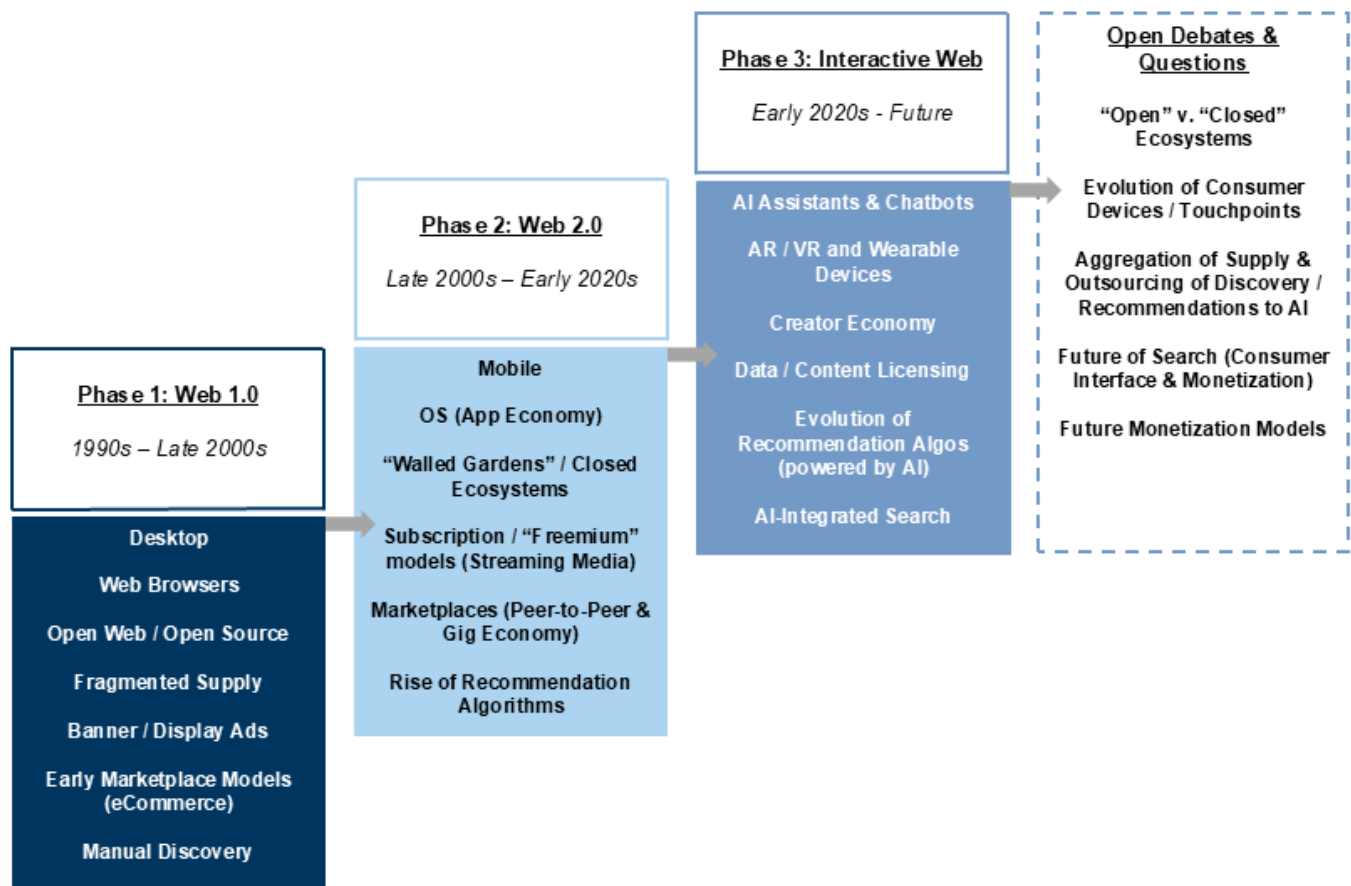 Phase 1: Web 1.0
1990s – Late 2000s
Desktop
Web Browsers
Open Web / Open Source
Fragmented Supply
Banner / Display Ads
Early Marketplace Models
(eCommerce)
Manual Discovery
Phase 2: Web 2.0
Late 2000s – Early 2020s
Mobile
OS (App Economy)
“Walled Gardens” / Closed
Ecosystems
Subscription / “Freemium”
models (Streaming Media)
Marketplaces (Peer-to-Peer &
Gig Economy)
Rise of Recommendation
Algorithms
Phase 3: Interactive Web
Early 2020s - Future
AI Assistants & Chatbots
AR / VR and Wearable
Devices
Creator Economy
Data / Content Licensing
Evolution of
Recommendation Algos
(powered by AI)
AI-Integrated Search
Open Debates &
Questions
“Open” v. “Closed”
Ecosystems
Evolution of Consumer
Devices / Touchpoints
Aggregation of Supply &
Outsourcing of Discovery /
Recommendations to AI
Future of Search (Consumer
Interface & Monetization)
Future Monetization Models